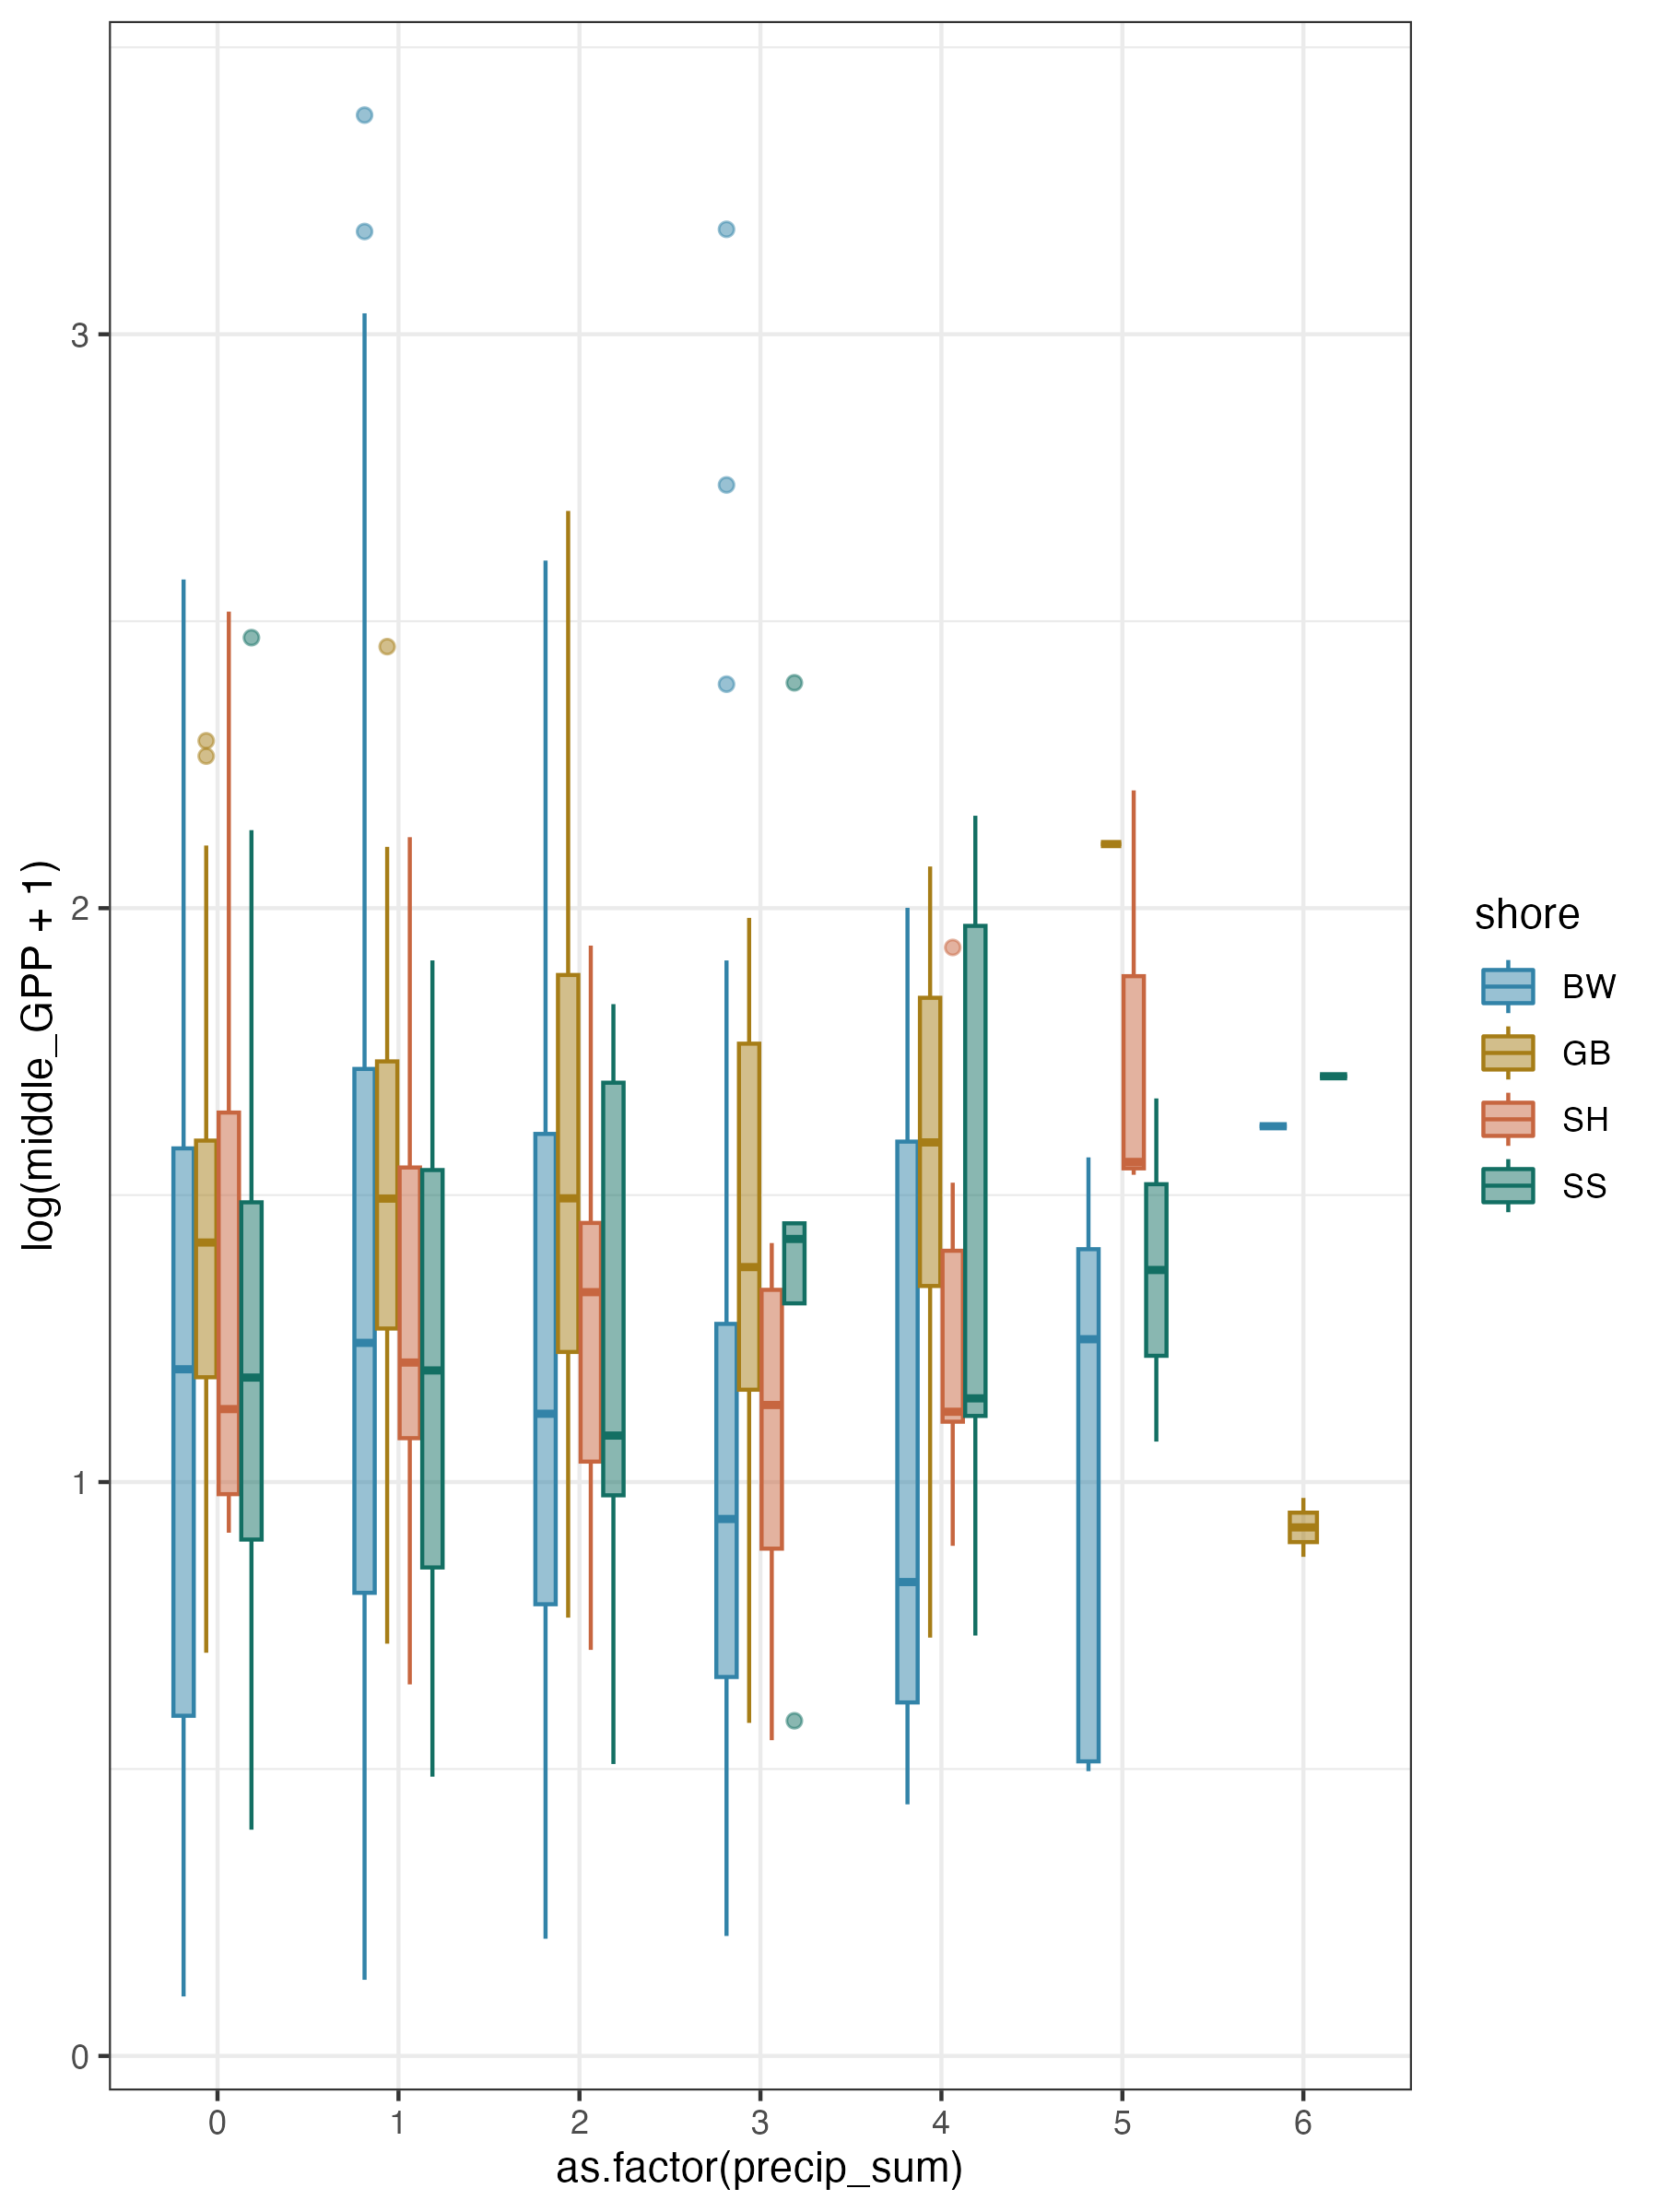 log(middle_GPP + 1)
3
2
1
0
0 1 2 3 4 5 6
as.factor(precip_sum)
shore
BW
GB
SH
SS